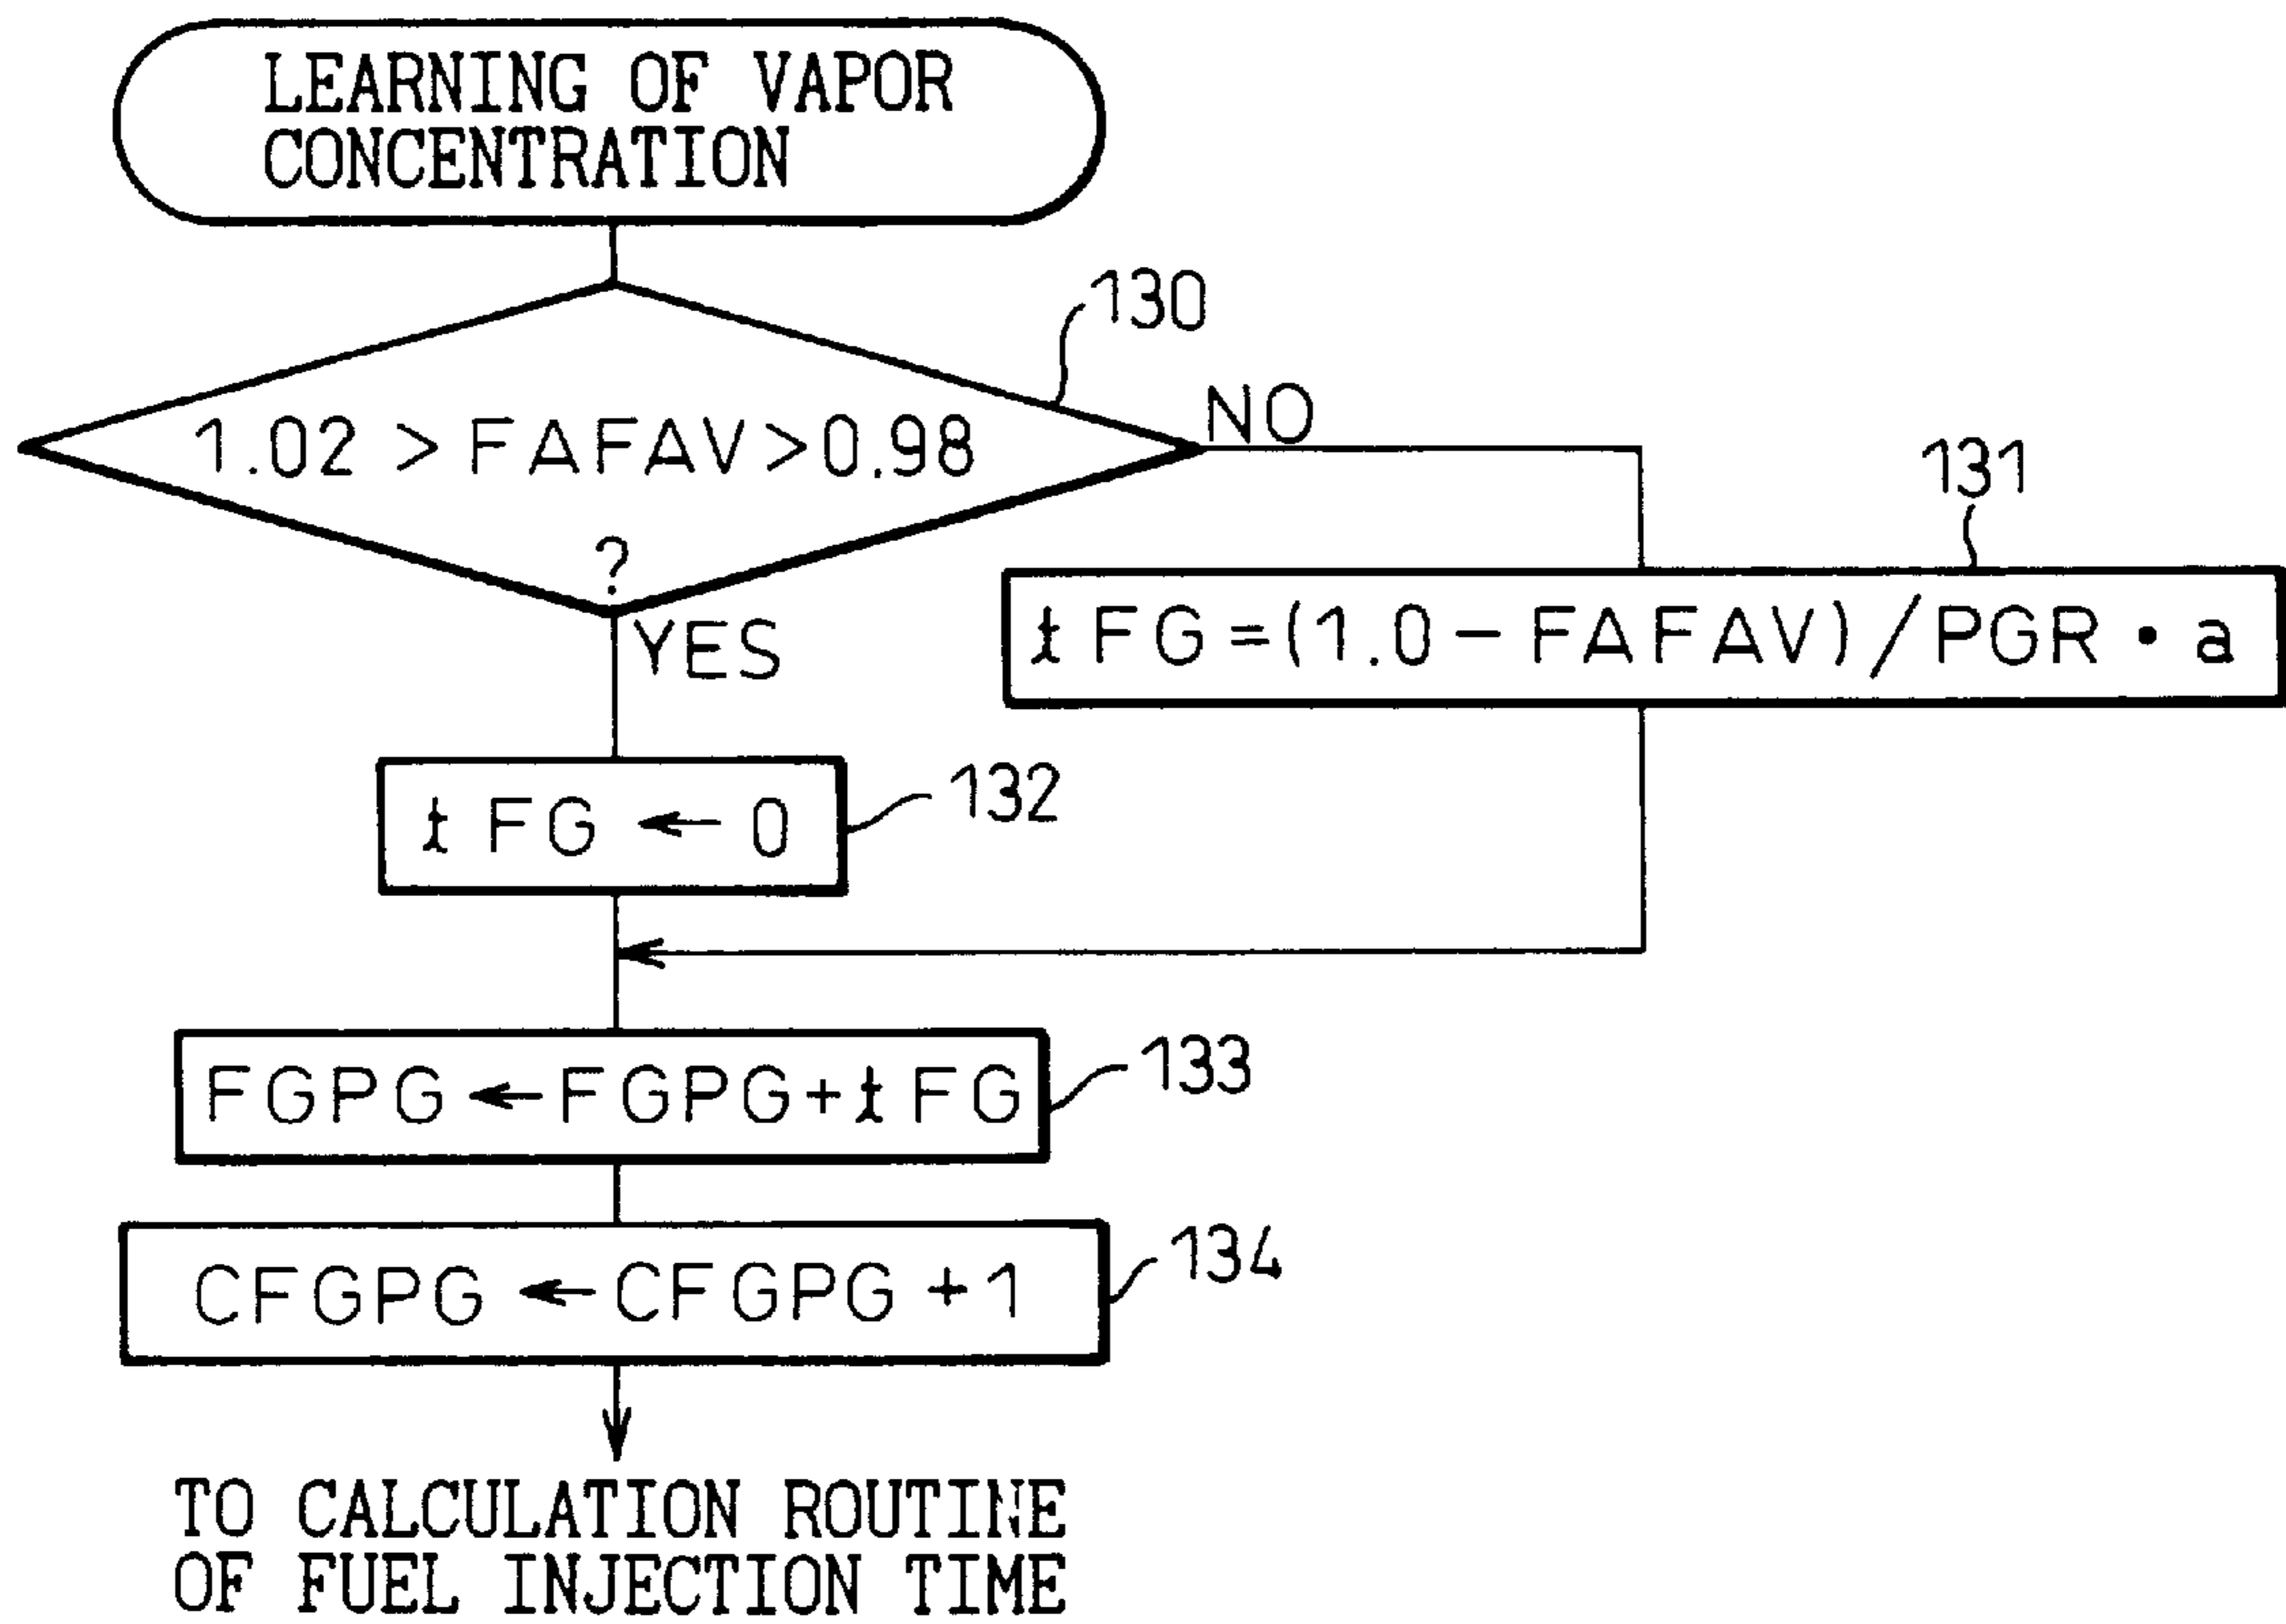 LEARNING OF VAPOR
CONCENTRATION
130
1.02 > FAFAV > 0.98
?
NO
YES
131
tFG = (1.0 - FAFAV) / PGR • a
tFG ← 0
132
FGPG ← FGPG + tFG
133
CFGPG ← CFGPG + 1
134
TO CALCULATION ROUTINE
OF FUEL INJECTION TIME